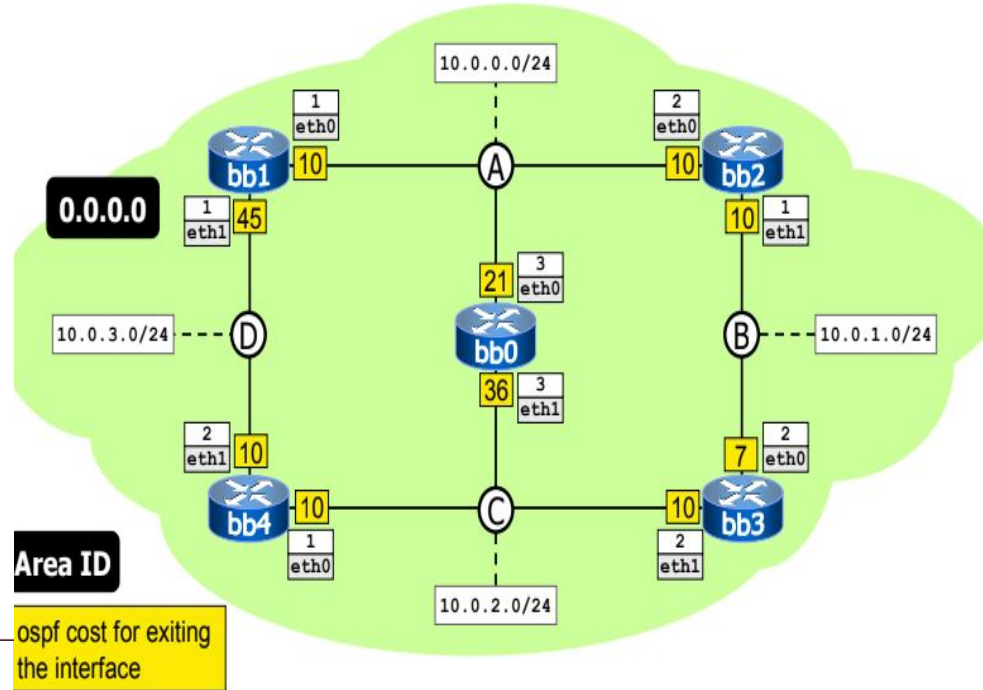 10.0.0.0/24
1
eth0
2
eth0
A
10
10
bb1
bb2
0.0.0.0
1
eth1
45
10
1
eth1
3
eth0
21
10.0.3.0/24
D
bb0
B
10.0.1.0/24
36
3
eth1
2
eth1
10
7
2
eth0
10
C
10
bb4
bb3
1
eth0
2
eth1
Area ID
10.0.2.0/24
ospf cost for exiting
the interface